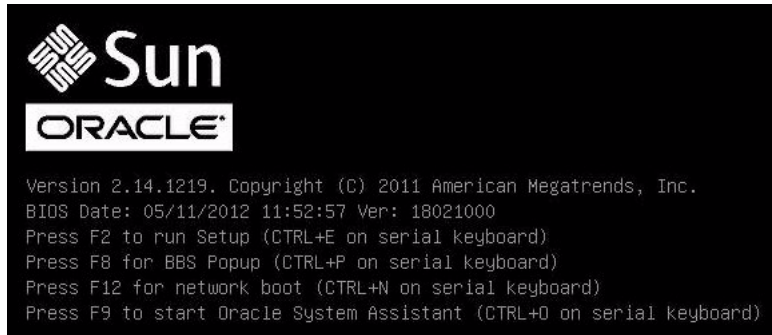 Sun
ORACLE
Version 2.14.1219. Copyright (C) 2011 American Megatrends, Inc.
BIOS Date: 05/11/2012 11:52:57 Ver: 18021000
Press F2 to run Setup (CTRL+E on serial keyboard)
Press F8 for BBS Popup (CTRL+P on serial keyboard)
Press F12 for network boot (CTRL+N on serial keyboard)
Press F9 to start Oracle System Assistant (CTRL+O on serial keyboard)